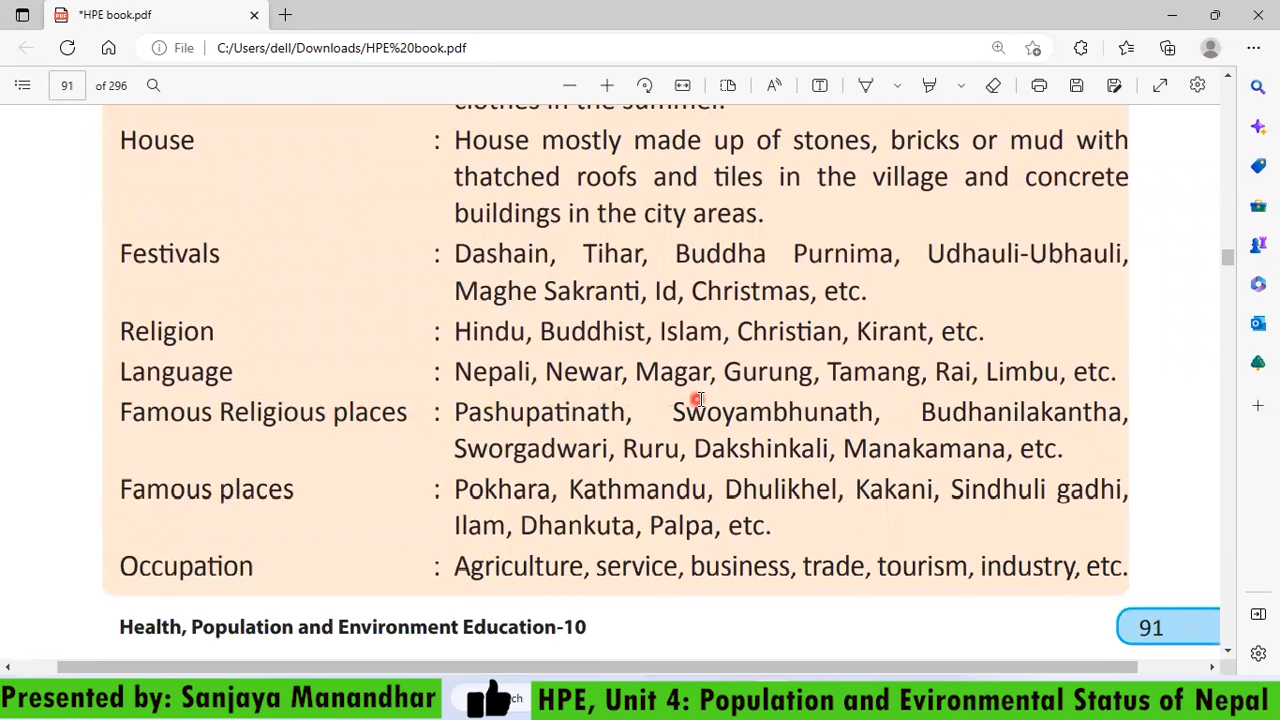 *HPE book.pdf
File C:/Users/dell/Downloads/HPE%20book.pdf
91 of 296
clothes in the summer.
House : House mostly made up of stones, bricks or mud with
thatched roofs and tiles in the village and concrete
buildings in the city areas.
Festivals : Dashain, Tihar, Buddha Purnima, Udhauli-Ubhauli,
Maghe Sakranti, Id, Christmas, etc.
Religion : Hindu, Buddhist, Islam, Christian, Kirant, etc.
Language : Nepali, Newar, Magar, Gurung, Tamang, Rai, Limbu, etc.
Famous Religious places : Pashupatinath, Swoyambhunath, Budhanilakantha,
Sworgadwari, Ruru, Dakshinkali, Manakamana, etc.
Famous places : Pokhara, Kathmandu, Dhulikhel, Kakani, Sindhuli gadhi,
Ilam, Dhankuta, Palpa, etc.
Occupation : Agriculture, service, business, trade, tourism, industry, etc.
Health, Population and Environment Education-10 91
Presented by: Sanjaya Manandhar HPE, Unit 4: Population and Evironmental Status of Nepal